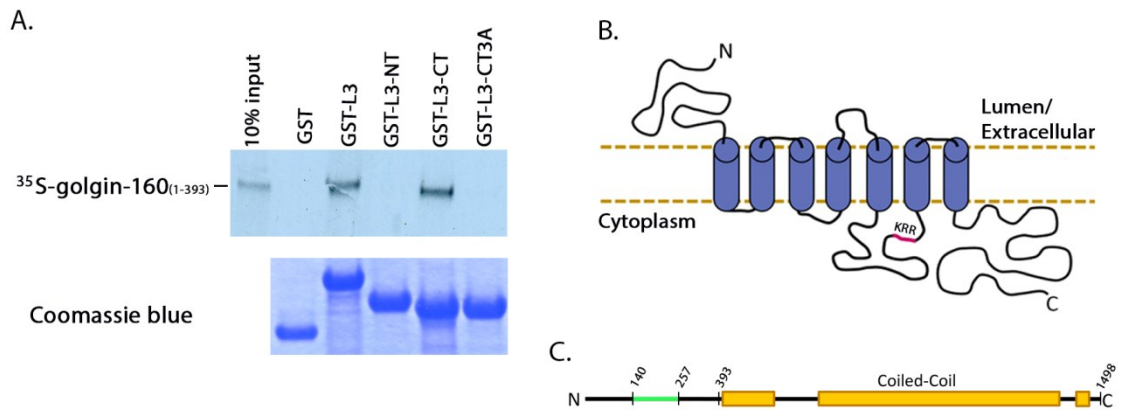 A.
10% input
GST
GST-L3
GST-L3-NT
GST-L3-CT
GST-L3-CT3A
35S-golgin-160(1-393)
Coomassie blue
B.
N
Lumen/
Extracellular
Cytoplasm
KRR
C
C.
N
140
257
393
Coiled-Coil
1498
C